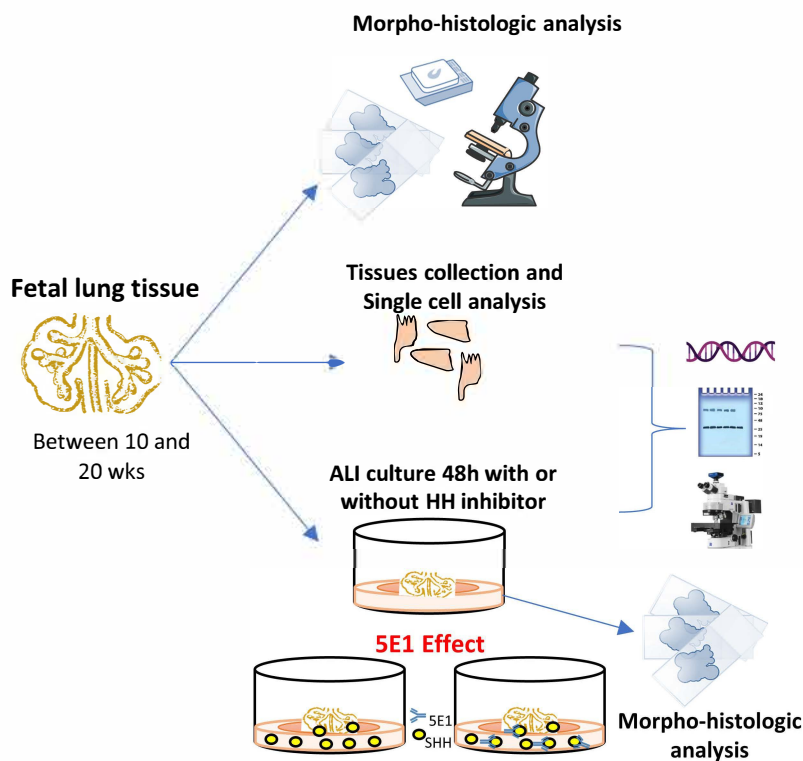 Morpho-histologic analysis
Fetal lung tissue
Between 10 and
20 wks
Tissues collection and
Single cell analysis
ALI culture 48h with or
without HH inhibitor
5E1 Effect
5E1
SHH
Morpho-histologic
analysis